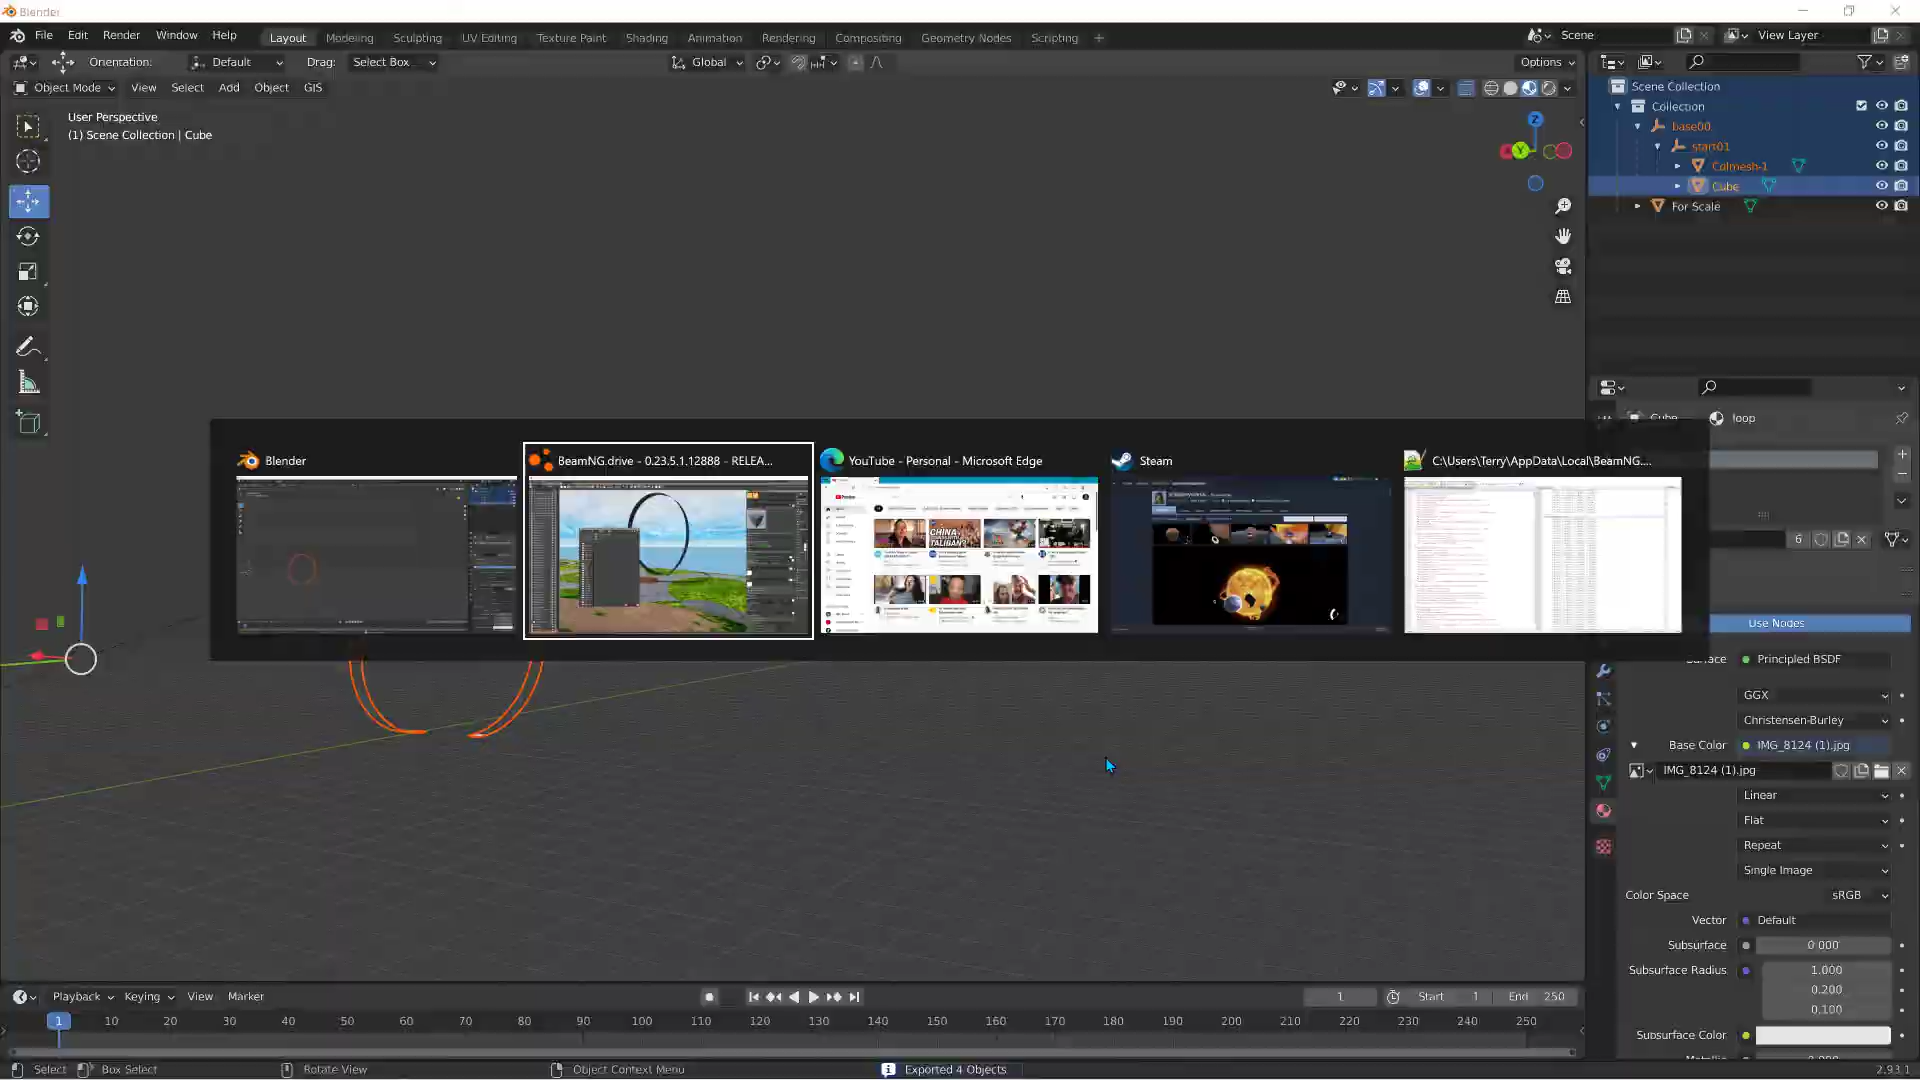 Blender
File Edit Render Window Help
Layout Modeling Sculpting UV Editing Texture Paint Shading Animation Rendering Compositing Geometry Nodes Scripting +
Scene
View Layer
Orientation: Default Drag: Select Box
Global
Options
Object Mode View Select Add Object GIS
User Perspective
(1) Scene Collection | Cube
Z
Y
Scene Collection
Collection
base00
start01
Colmesh-1
Cube
For Scale
Cube
loop
Blender
BeamNG.drive - 0.23.5.1.12888 - RELEA...
YouTube - Personal - Microsoft Edge
Steam
C:\Users\Terry\AppData\Local\BeamNG....
6
Use Nodes
Surface Principled BSDF
GGX
Christensen-Burley
Base Color IMG_8124 (1).jpg
IMG_8124 (1).jpg
Linear
Flat
Repeat
Single Image
Color Space sRGB
Vector Default
Subsurface 0.000
Subsurface Radius 1.000
0.200
0.100
Subsurface Color
Playback Keying View Marker
1 Start 1 End 250
1 10 20 30 40 50 60 70 80 90 100 110 120 130 140 150 160 170 180 190 200 210 220 230 240 250
Select Box Select Rotate View Object Context Menu Exported 4 Objects 2.93.1